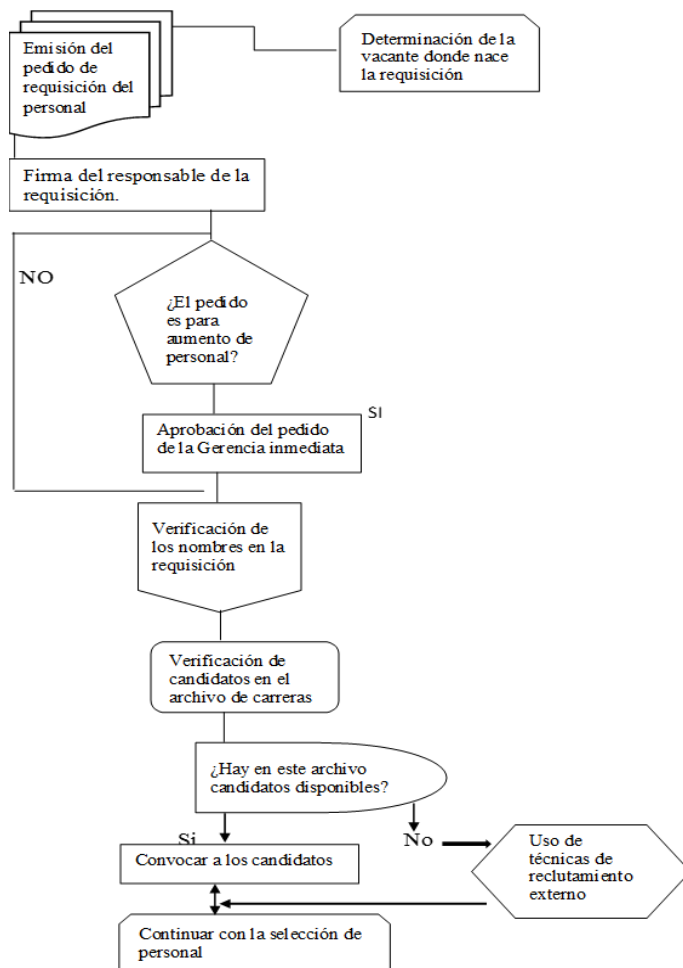 Emisión del
pedido de
requisición del
personal
Determinación de la
vacante donde nace
la requisición
Firma del responsable de la
requisición.
NO
¿El pedido
es para
aumento de
personal?
SI
Aprobación del pedido
de la Gerencia inmediata
Verificación de
los nombres en la
requisición
Verificación de
candidatos en el
archivo de carreras
¿Hay en este archivo
candidatos disponibles?
Si
No
Convocar a los candidatos
Uso de
técnicas de
reclutamiento
externo
Continuar con la selección de
personal